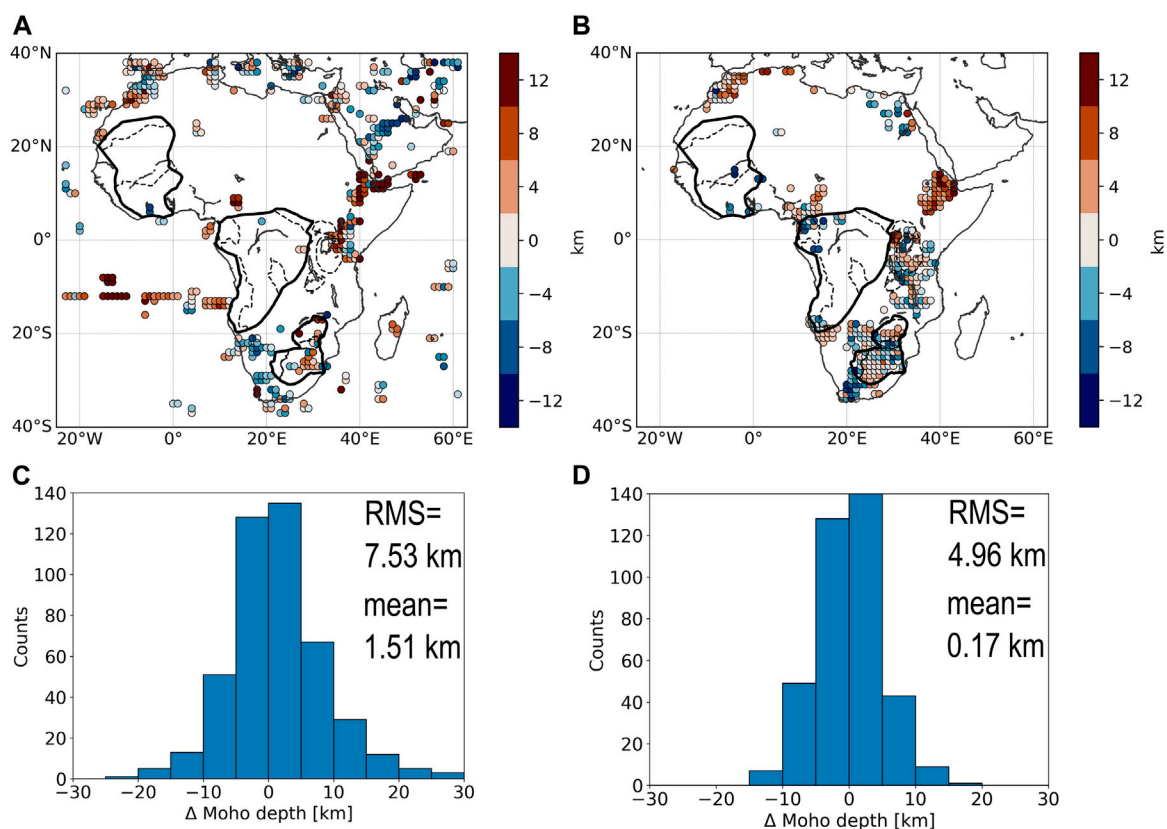 A
B
40°N
20°N
0°
20°S
40°S
20°W
0°
20°E
40°E
60°E
12
8
4
0
−4
−8
−12
km
40°N
20°N
0°
20°S
40°S
20°W
0°
20°E
40°E
60°E
12
8
4
0
−4
−8
−12
km
C
D
140
120
100
80
60
40
20
0
Counts
−30
−20
−10
0
10
20
30
Δ Moho depth [km]
RMS=
7.53 km
mean=
1.51 km
140
120
100
80
60
40
20
0
Counts
−30
−20
−10
0
10
20
30
Δ Moho depth [km]
RMS=
4.96 km
mean=
0.17 km